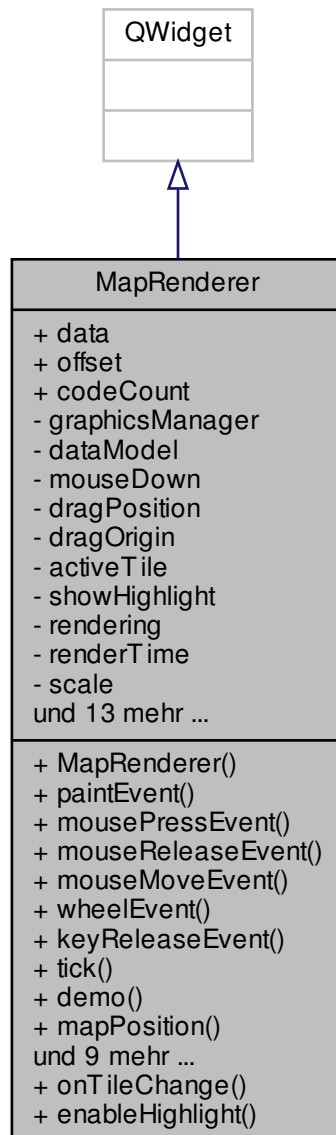 QWidget
MapRenderer
+ data
+ offset
+ codeCount
- graphicsManager
- dataModel
- mouseDown
- dragPosition
- dragOrigin
- activeTile
- showHighlight
- rendering
- renderTime
- scale
und 13 mehr ...
+ MapRenderer()
+ paintEvent()
+ mousePressEvent()
+ mouseReleaseEvent()
+ mouseMoveEvent()
+ wheelEvent()
+ keyReleaseEvent()
+ tick()
+ demo()
+ mapPosition()
und 9 mehr ...
+ onTileChange()
+ enableHighlight()